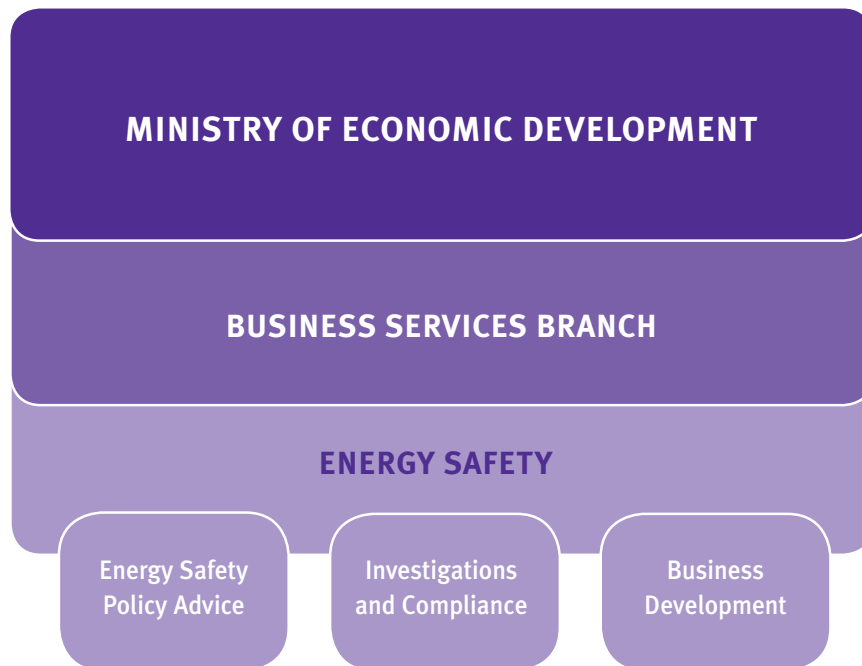 MINISTRY OF ECONOMIC DEVELOPMENT
BUSINESS SERVICES BRANCH
ENERGY SAFETY
Energy Safety
Policy Advice
Investigations
and Compliance
Business
Development